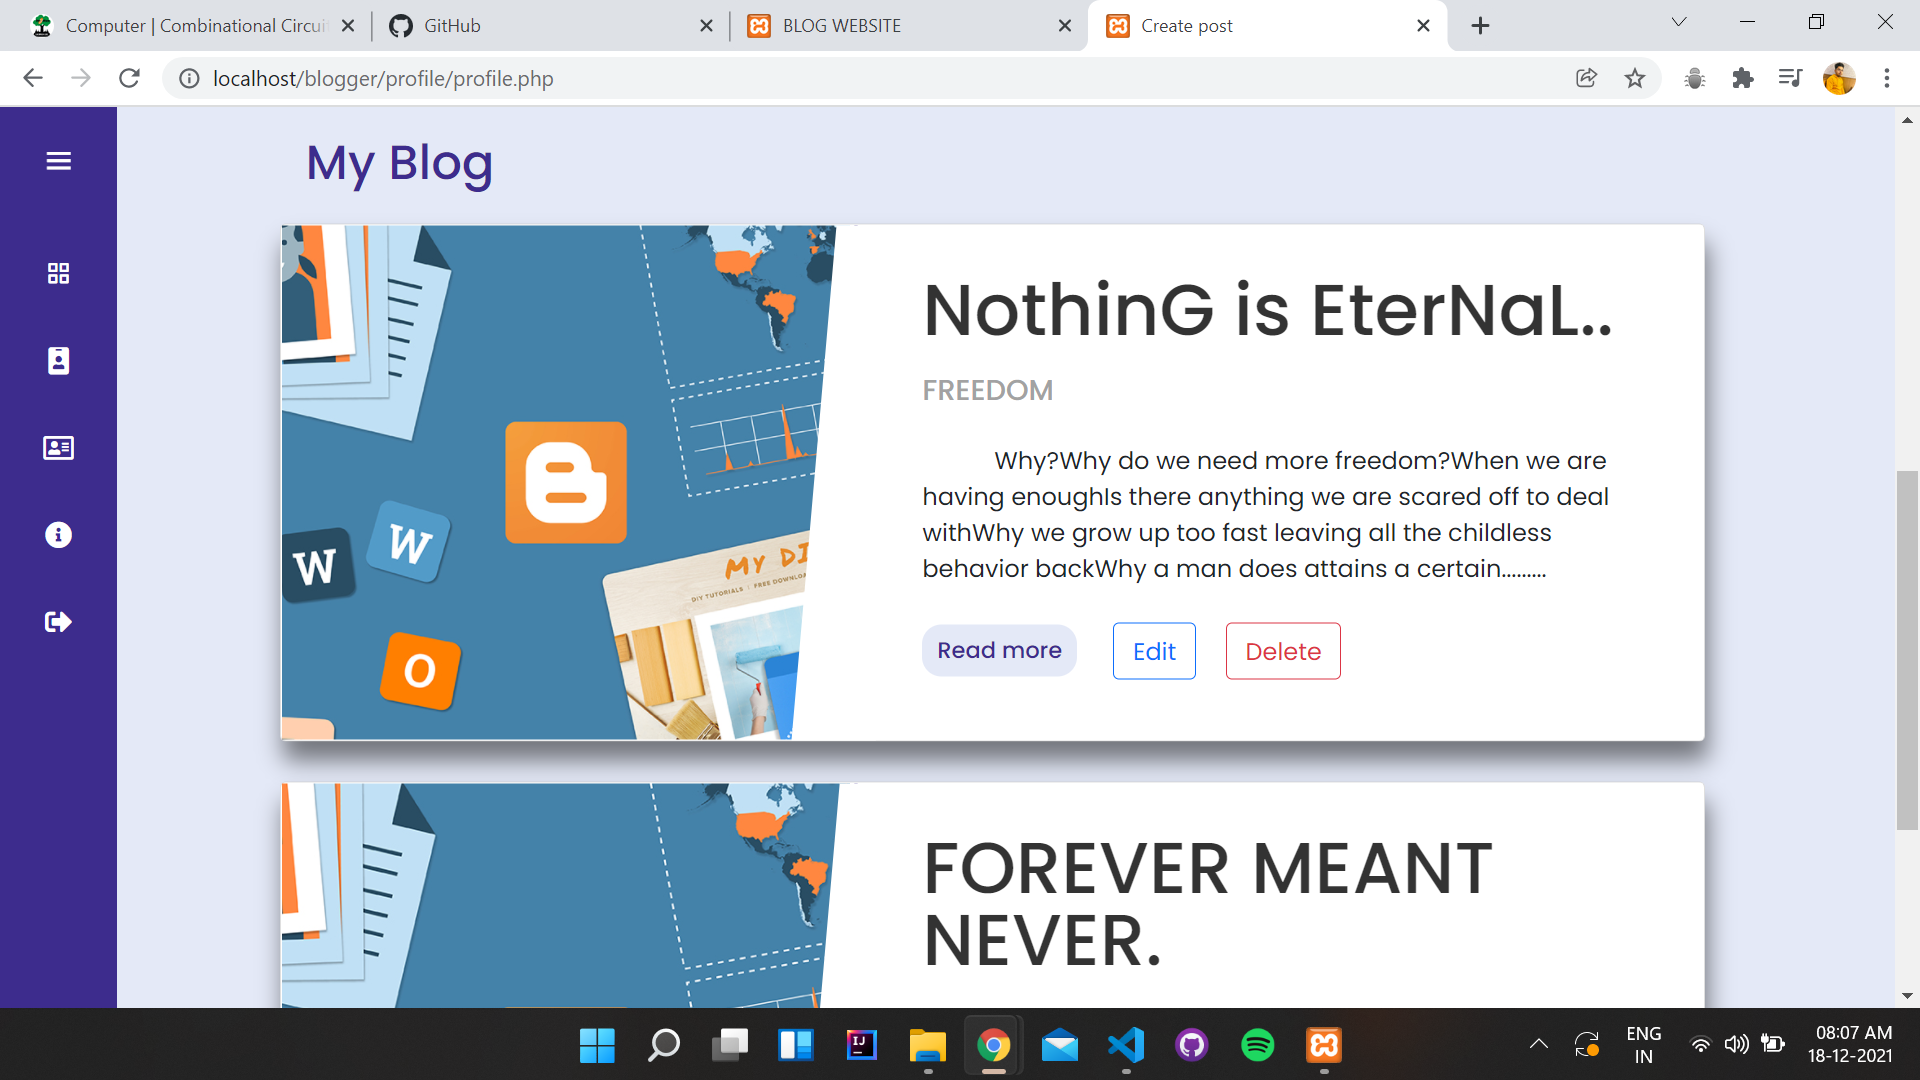 Computer | Combinational Circui
GitHub
BLOG WEBSITE
Create post
localhost/blogger/profile/profile.php
My Blog
NothinG is EterNaL..
FREEDOM
Why?Why do we need more freedom?When we are
having enoughIs there anything we are scared off to deal
withWhy we grow up too fast leaving all the childless
behavior backWhy a man does attains a certain.........
Read more
Edit
Delete
W
W
O
MY DI
DIY TUTORIALS | FREE DOWNLOA
FOREVER MEANT
NEVER.
IJ
ENG
IN
08:07 AM
18-12-2021